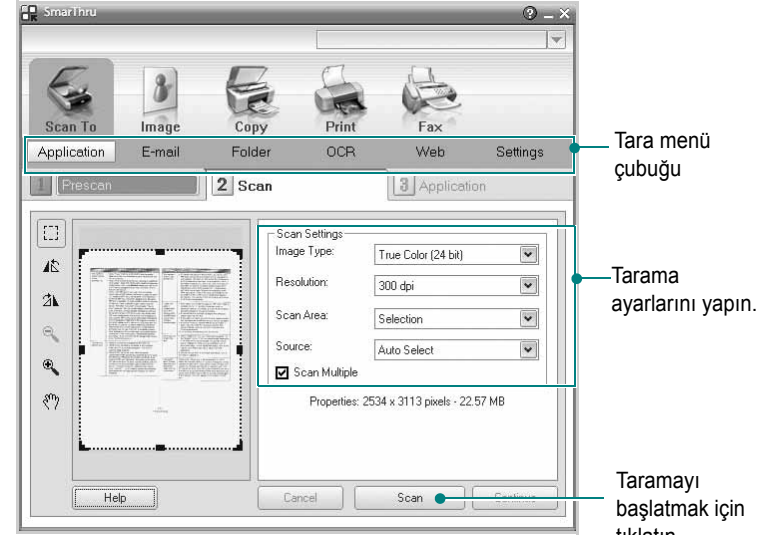 SmarThru
Scan To
Image
Copy
Print
Fax
Application
E-mail
Folder
OCR
Web
Settings
Tara menü
çubuğu
1 Prescan
2 Scan
3 Application
Scan Settings
Image Type:
True Color (24 bit)
Resolution:
300 dpi
Scan Area:
Selection
Source:
Auto Select
Scan Multiple
Properties: 2534 x 3113 pixels - 22.57 MB
Tarama
ayarlarını yapın.
Help
Cancel
Scan
Continue
Taramayı
başlatmak için
tıklatın